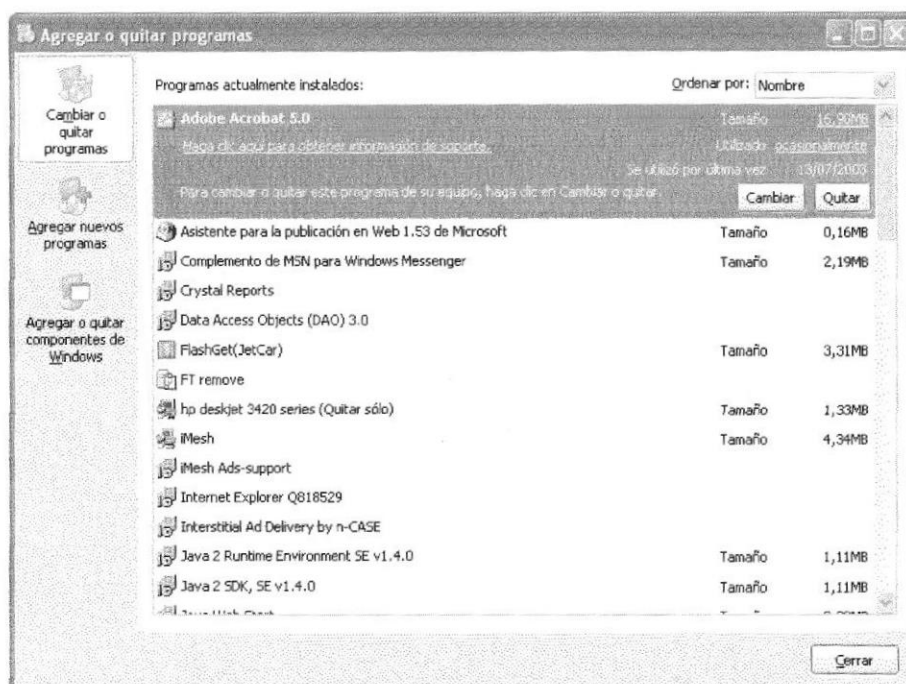 Agregar o quitar programas
Cambiar o
quitar
programas
Agregar nuevos
programas
Agregar o quitar
componentes de
Windows
Programas actualmente instalados:
Ordenar por: Nombre
Adobe Acrobat 5.0 Tamaño 16,90MB
Haga clic aquí para obtener información de soporte. Utilizado ocasionalmente
Se utilizó por última vez 13/07/2003
Para cambiar o quitar este programa de su equipo, haga clic en Cambiar o quitar.
Cambiar Quitar
Asistente para la publicación en Web 1.53 de Microsoft Tamaño 0,16MB
Complemento de MSN para Windows Messenger Tamaño 2,19MB
Crystal Reports
Data Access Objects (DAO) 3.0
FlashGet(JetCar) Tamaño 3,31MB
FT remove
hp deskjet 3420 series (Quitar sólo) Tamaño 1,33MB
iMesh Tamaño 4,34MB
iMesh Ads-support
Internet Explorer Q818529
Interstitial Ad Delivery by n-CASE
Java 2 Runtime Environment SE v1.4.0 Tamaño 1,11MB
Java 2 SDK, SE v1.4.0 Tamaño 1,11MB
Java Web Start
Cerrar